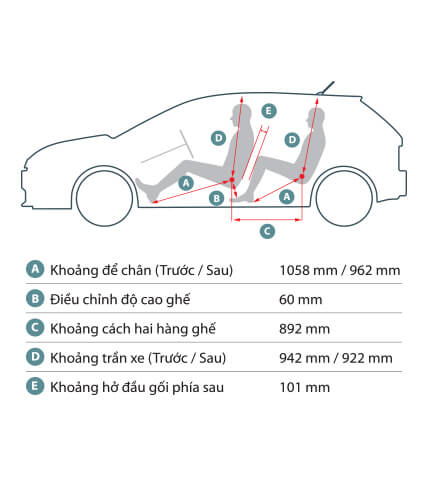 E
D
D
A
B
A
C
A Khoảng để chân (Trước / Sau) 1058 mm / 962 mm
B Điều chỉnh độ cao ghế 60 mm
C Khoảng cách hai hàng ghế 892 mm
D Khoảng trần xe (Trước / Sau) 942 mm / 922 mm
E Khoảng hở đầu gối phía sau 101 mm